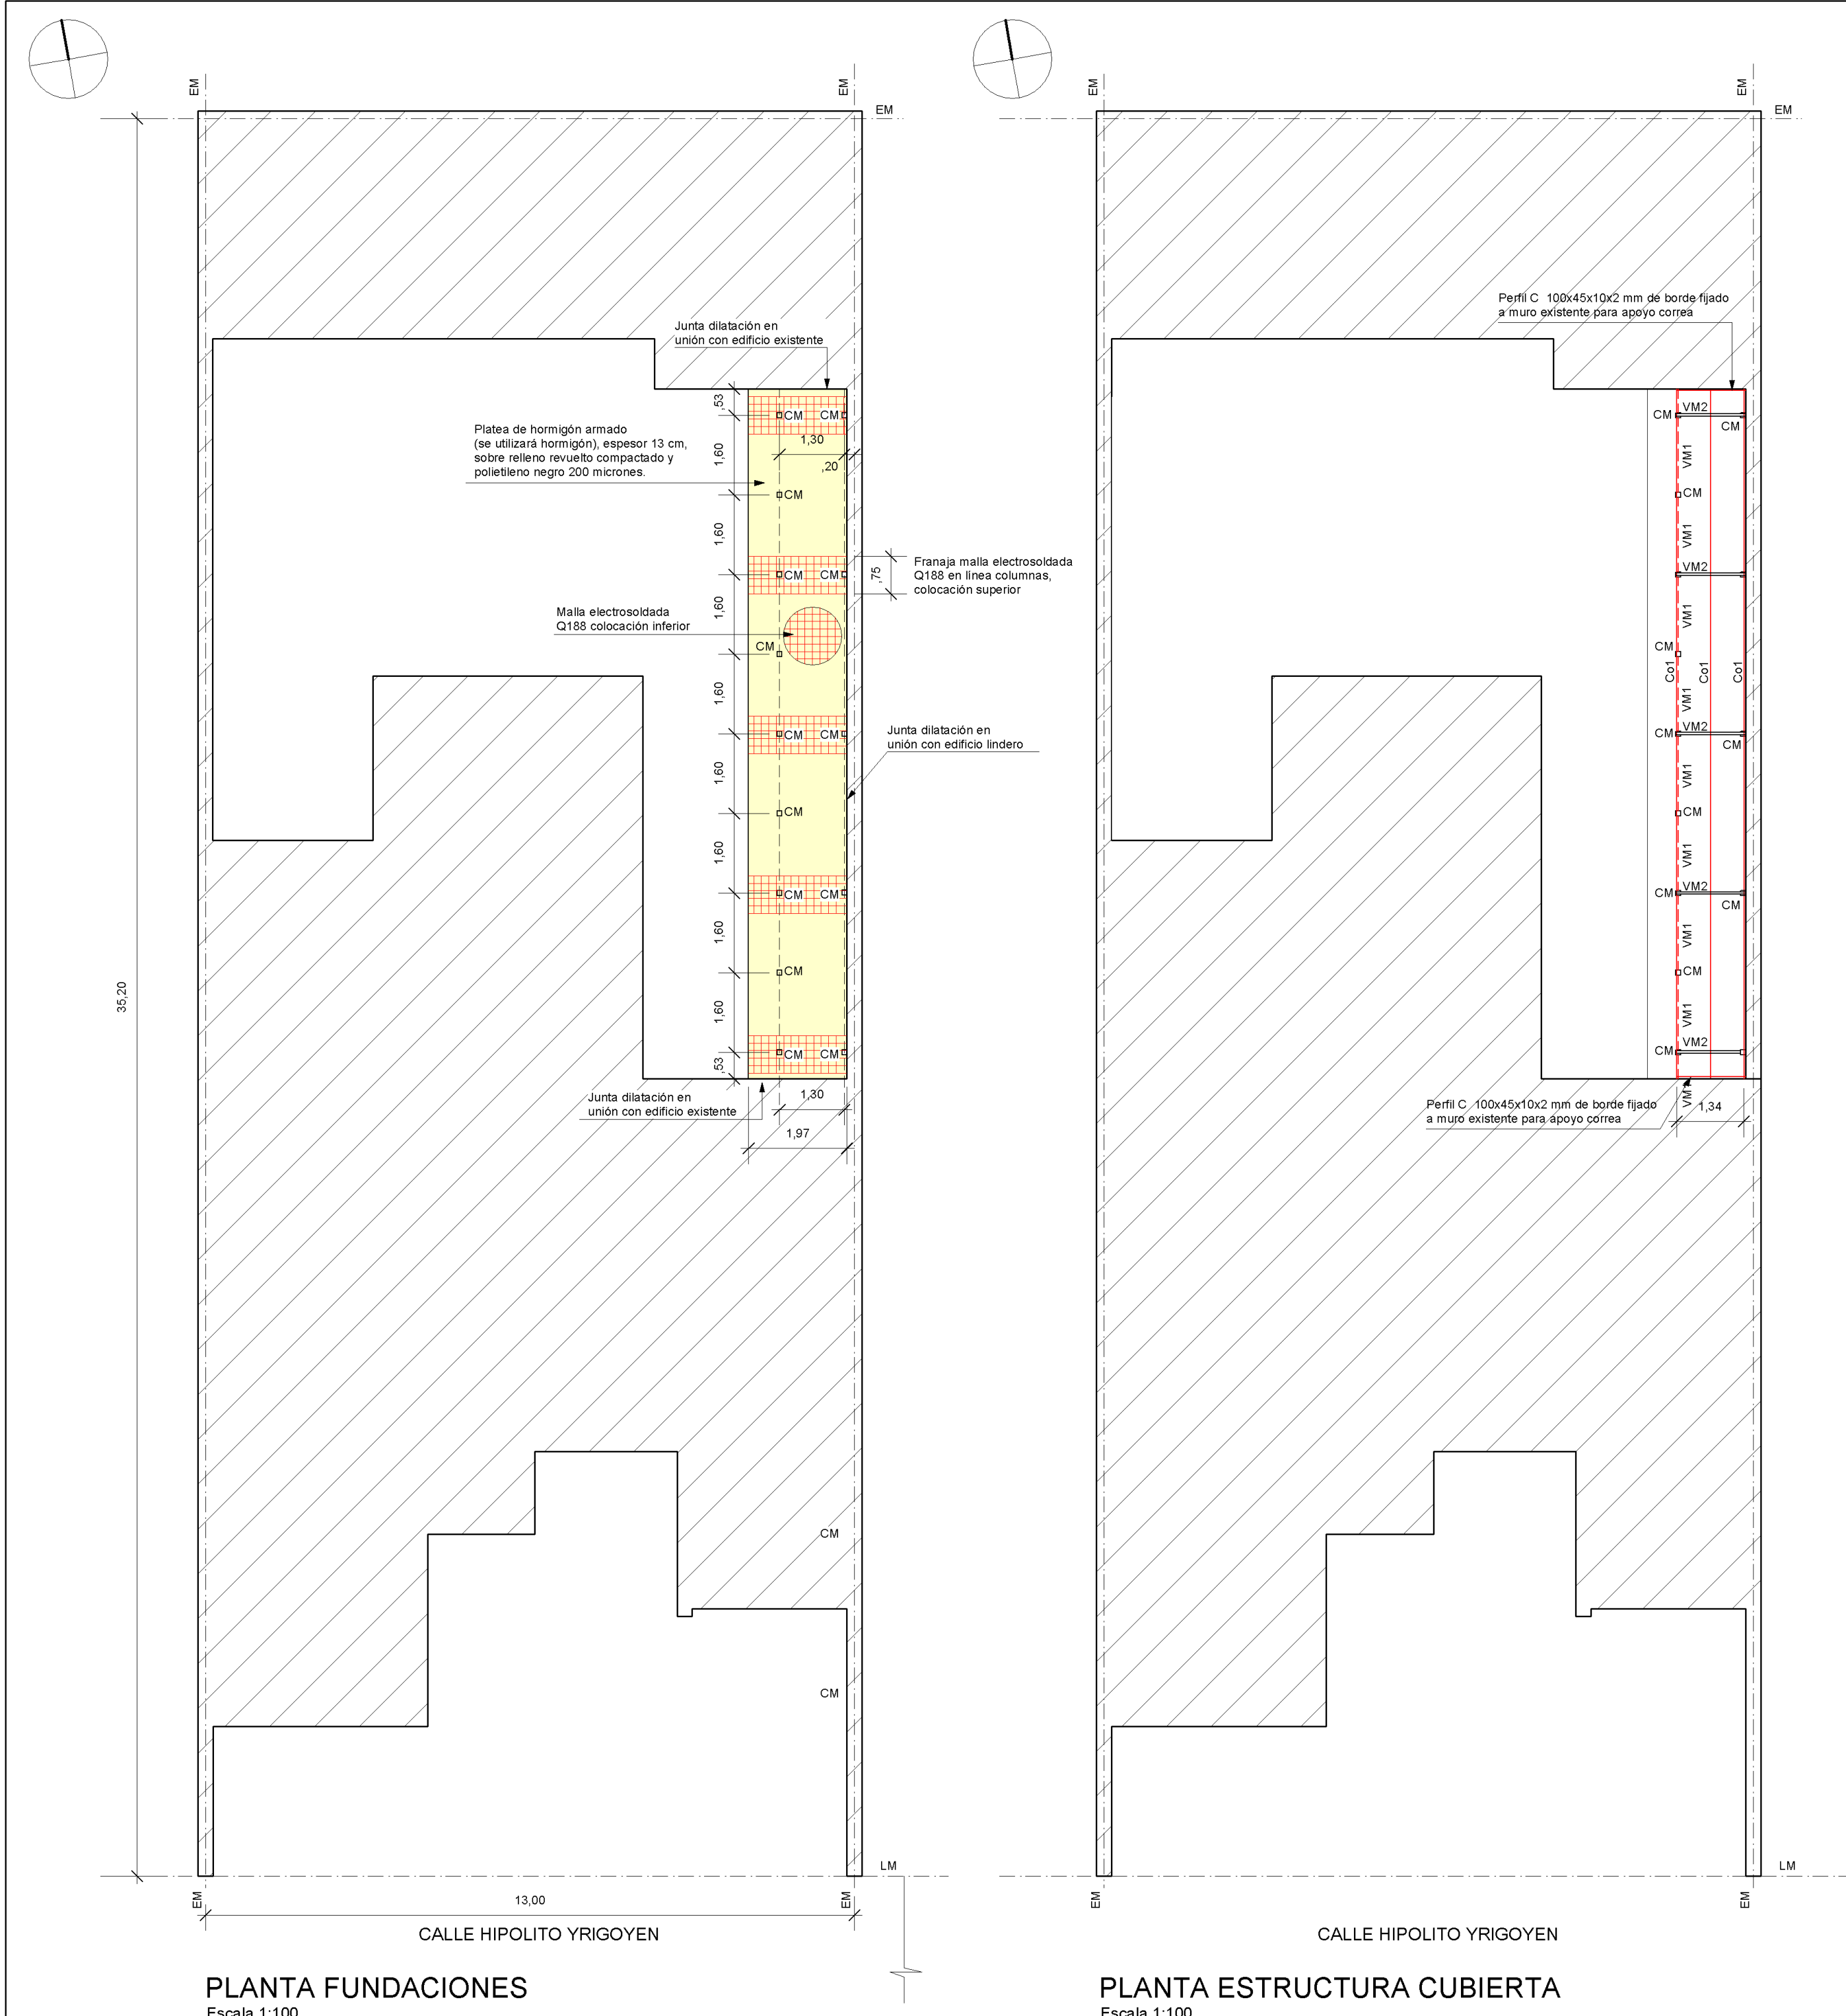 EM
EM
EM
35,20
Junta dilatación en
unión con edificio existente
,53
CM
CM
Platea de hormigón armado
(se utilizará hormigón), espesor 13 cm,
sobre relleno revuelto compactado y
polietileno negro 200 micrones.
1,30
,20
1,60
CM
1,60
Franaja malla electrosoldada
Q188 en línea columnas,
colocación superior
,75
CM
CM
Malla electrosoldada
Q188 colocación inferior
1,60
CM
1,60
Junta dilatación en
unión con edificio lindero
CM
CM
1,60
CM
1,60
CM
CM
1,60
CM
1,60
CM
CM
,53
Junta dilatación en
unión con edificio existente
1,30
1,97
CM
CM
LM
EM
13,00
EM
CALLE HIPOLITO YRIGOYEN
PLANTA FUNDACIONES
Escala 1:100
EM
EM
EM
Perfil C 100x45x10x2 mm de borde fijado
a muro existente para apoyo correa
VM2
CM
CM
VM1
CM
VM1
VM2
VM1
CM
Co1
Co1
Co1
VM1
VM2
CM
CM
VM1
CM
VM1
VM2
CM
CM
VM1
CM
VM1
VM2
CM
Perfil C 100x45x10x2 mm de borde fijado
a muro existente para apoyo correa
VM1
1,34
LM
EM
EM
CALLE HIPOLITO YRIGOYEN
PLANTA ESTRUCTURA CUBIERTA
Escala 1:100